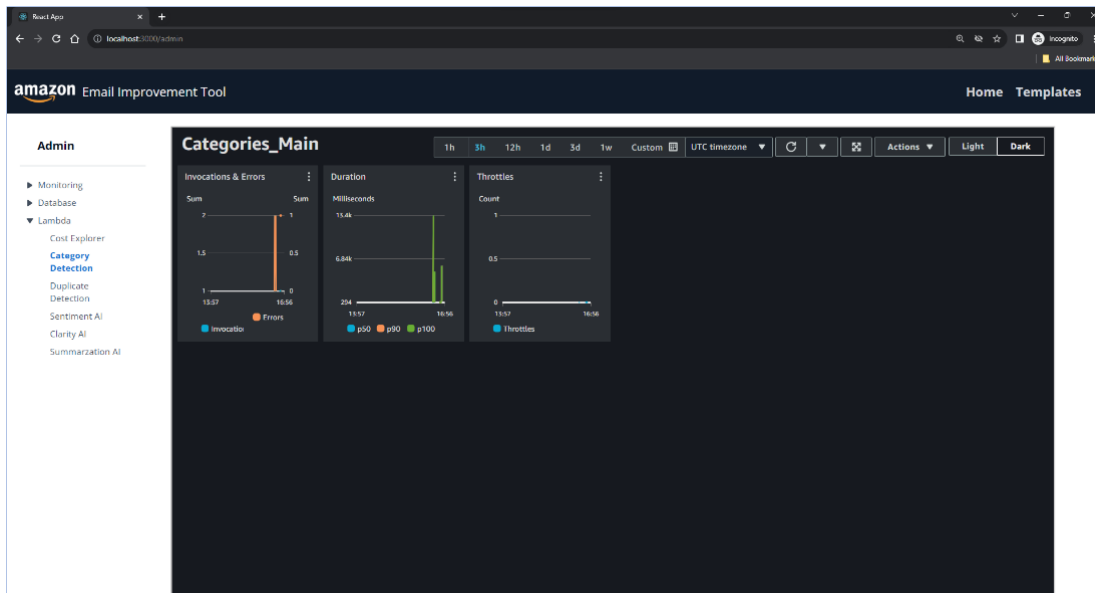 React App
localhost:3000/admin
Incognito
All Bookmark
amazon Email Improvement Tool
Home Templates
Admin
Monitoring
Database
Lambda
Cost Explorer
Category
Detection
Duplicate
Detection
Sentiment AI
Clarity AI
Summarzation AI
Categories_Main
1h 3h 12h 1d 3d 1w Custom UTC timezone Actions Light Dark
Invocations & Errors
Sum Sum
2 1
1.5 0.5
1 0
13:57 16:56
Errors
Invocatio
Duration
Milliseconds
13.4k
6.84k
294
13:57 16:56
p50 p90 p100
Throttles
Count
1
0.5
0
13:57 16:56
Throttles